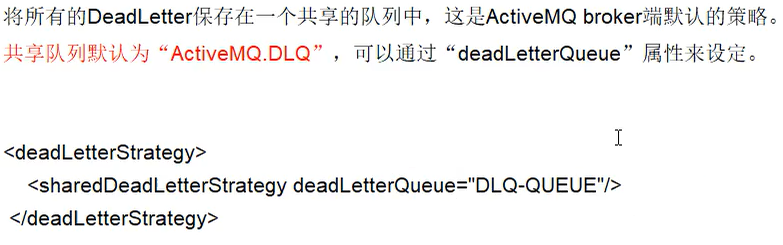 将所有的DeadLetter保存在一个共享的队列中，这是ActiveMQ broker端默认的策略。
共享队列默认为“ActiveMQ.DLQ”，可以通过“deadLetterQueue”属性来设定。
<deadLetterStrategy>
<sharedDeadLetterStrategy deadLetterQueue="DLQ-QUEUE"/>
</deadLetterStrategy>